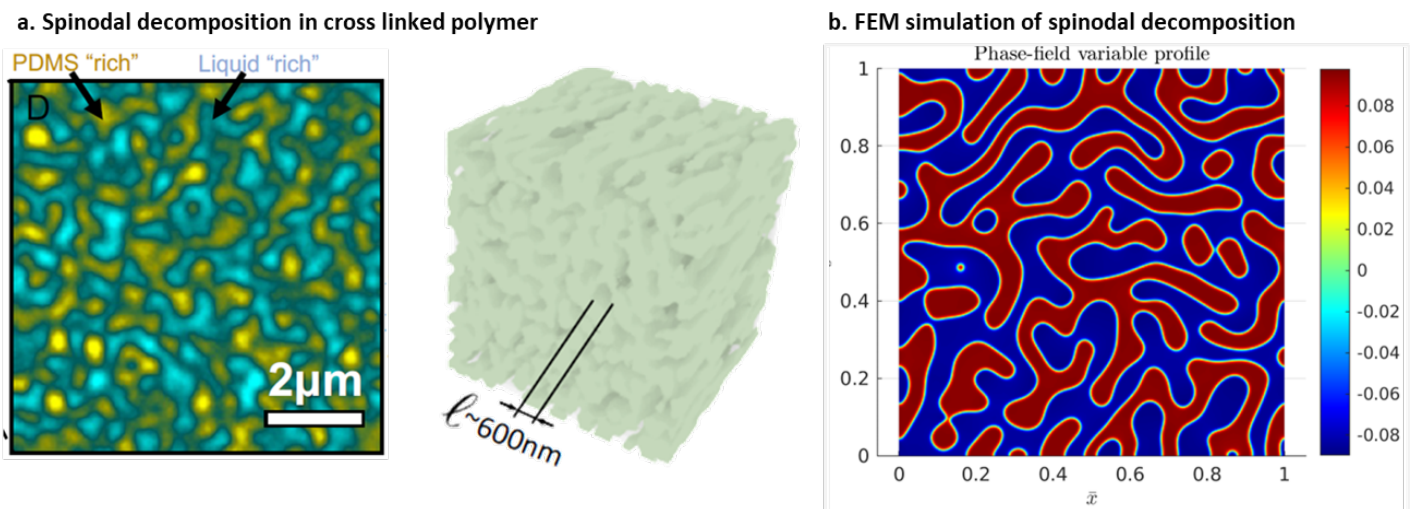 a. Spinodal decomposition in cross linked polymer
PDMS “rich”
Liquid “rich”
D
2µm
ℓ~600nm
b. FEM simulation of spinodal decomposition
Phase-field variable profile
1
0.8
0.6
0.4
0.2
0
0 0.2 0.4 0.6 0.8 1
x̄
0.08
0.06
0.04
0.02
0
-0.02
-0.04
-0.06
-0.08